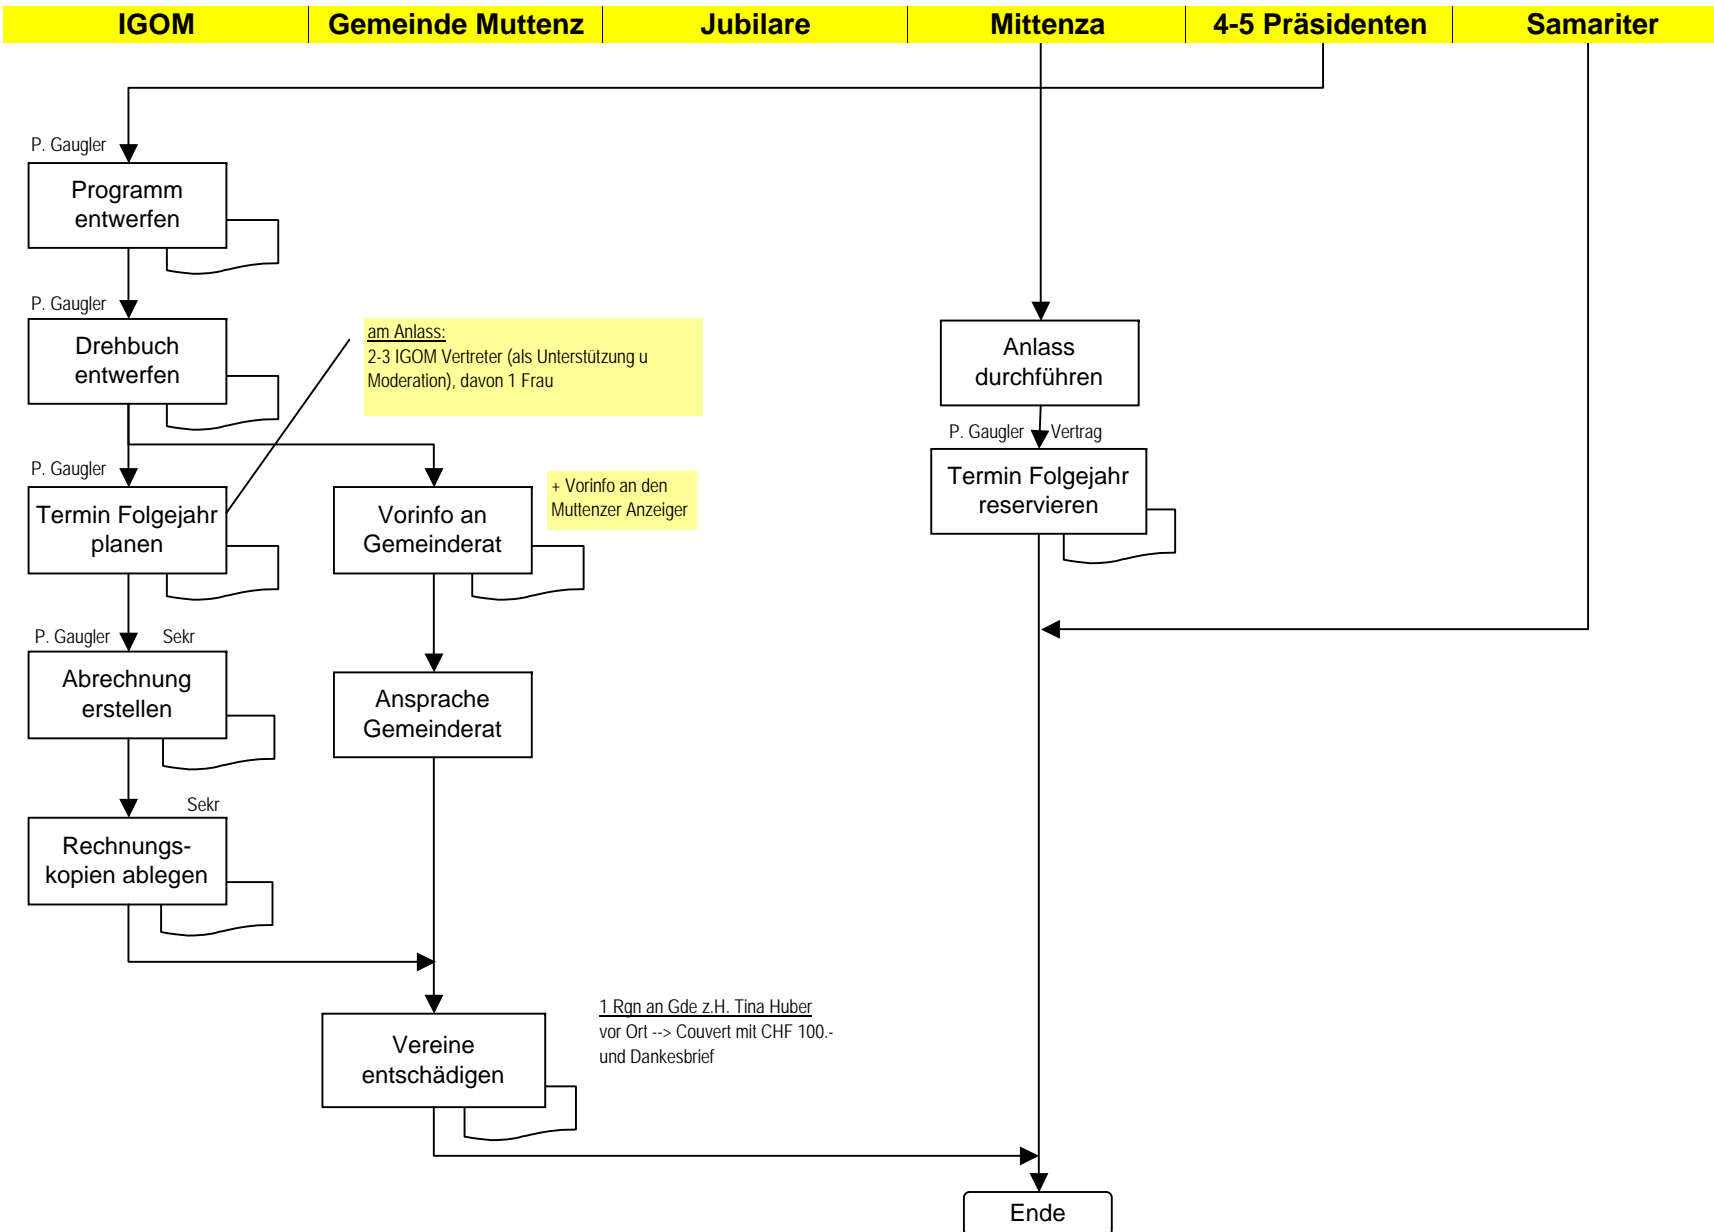 IGOM
Gemeinde Muttenz
Jubilare
Mittenza
4-5 Präsidenten
Samariter
P. Gaugler
Programm
entwerfen
P. Gaugler
Drehbuch
entwerfen
am Anlass:
2-3 IGOM Vertreter (als Unterstützung u
Moderation), davon 1 Frau
Anlass
durchführen
P. Gaugler
Vertrag
Termin Folgejahr
reservieren
P. Gaugler
Termin Folgejahr
planen
Vorinfo an
Gemeinderat
+ Vorinfo an den
Muttenzer Anzeiger
P. Gaugler
Sekr
Abrechnung
erstellen
Ansprache
Gemeinderat
Sekr
Rechnungs-
kopien ablegen
Vereine
entschädigen
1 Rgn an Gde z.H. Tina Huber
vor Ort --> Couvert mit CHF 100.-
und Dankesbrief
Ende